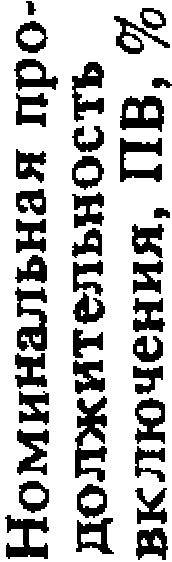 Номинальная про-
должительность
включения, ПВ, %